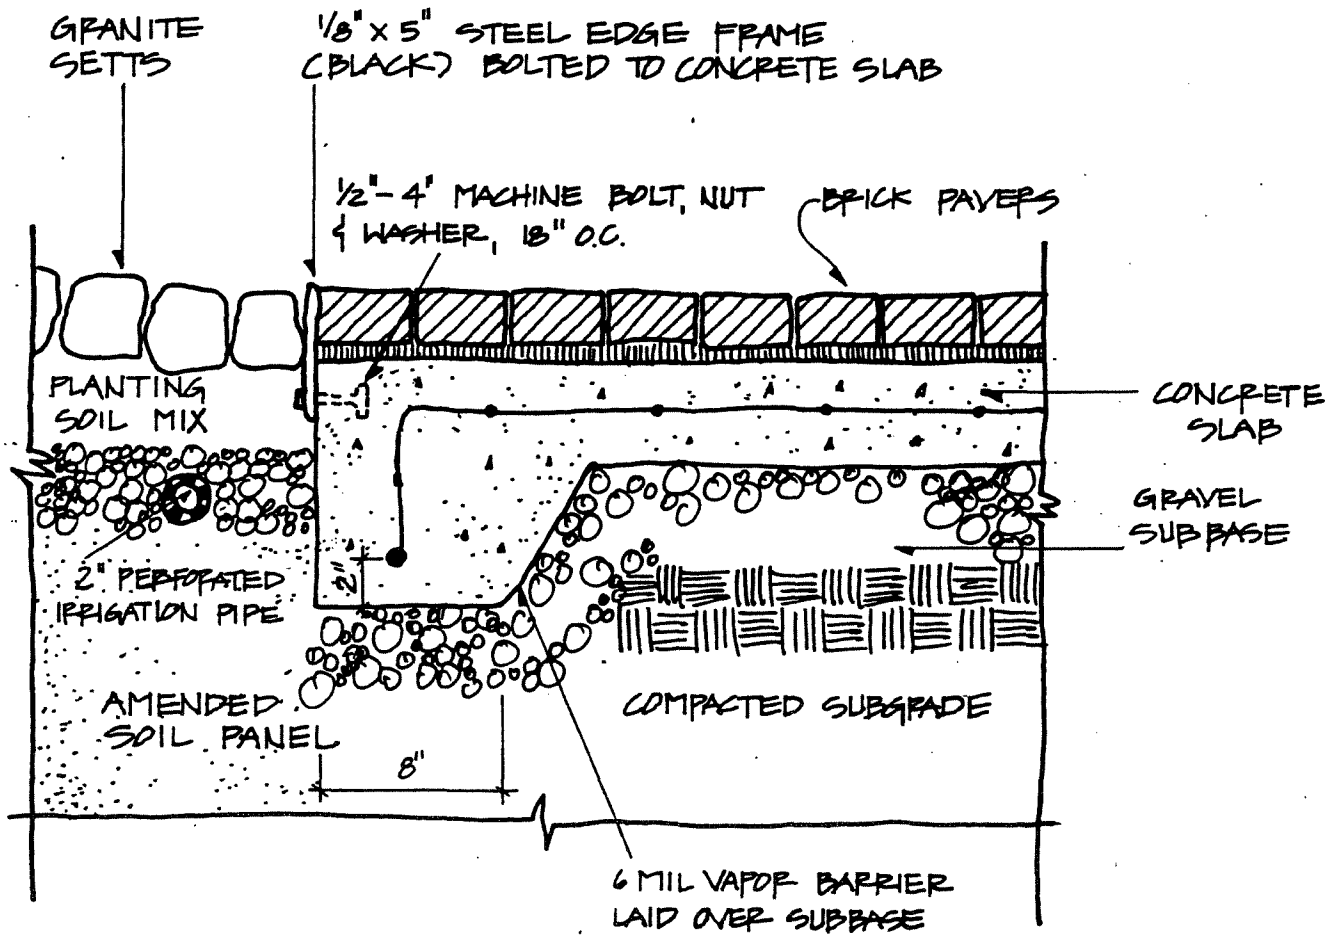 GRANITE
SETTS
1/8" X 5" STEEL EDGE FRAME
(BLACK) BOLTED TO CONCRETE SLAB
1/2"- 4" MACHINE BOLT, NUT
& WASHER, 18" O.C.
BRICK PAVERS
PLANTING
SOIL MIX
CONCRETE
SLAB
GRAVEL
SUBBASE
2" PERFORATED
IRRIGATION PIPE
2"
AMENDED
SOIL PANEL
COMPACTED SUBGRADE
8"
6 MIL VAPOR BARRIER
LAID OVER SUBBASE